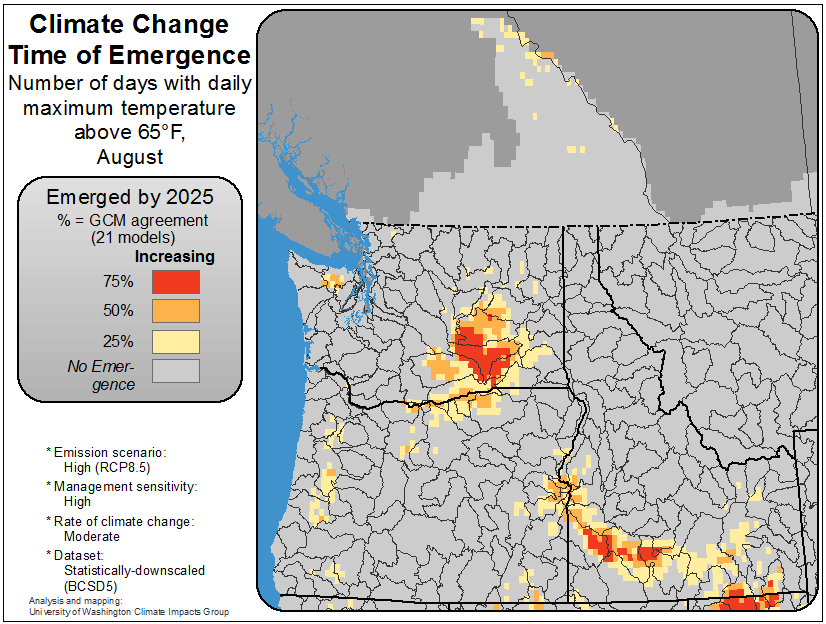 Climate Change
Time of Emergence
Number of days with daily
maximum temperature
above 65°F,
August
Emerged by 2025
% = GCM agreement
(21 models)
Increasing
75%
50%
25%
No Emer-
gence
* Emission scenario:
High (RCP8.5)
* Management sensitivity:
High
* Rate of climate change:
Moderate
* Dataset:
Statistically-downscaled
(BCSD5)
Analysis and mapping:
University of Washington Climate Impacts Group